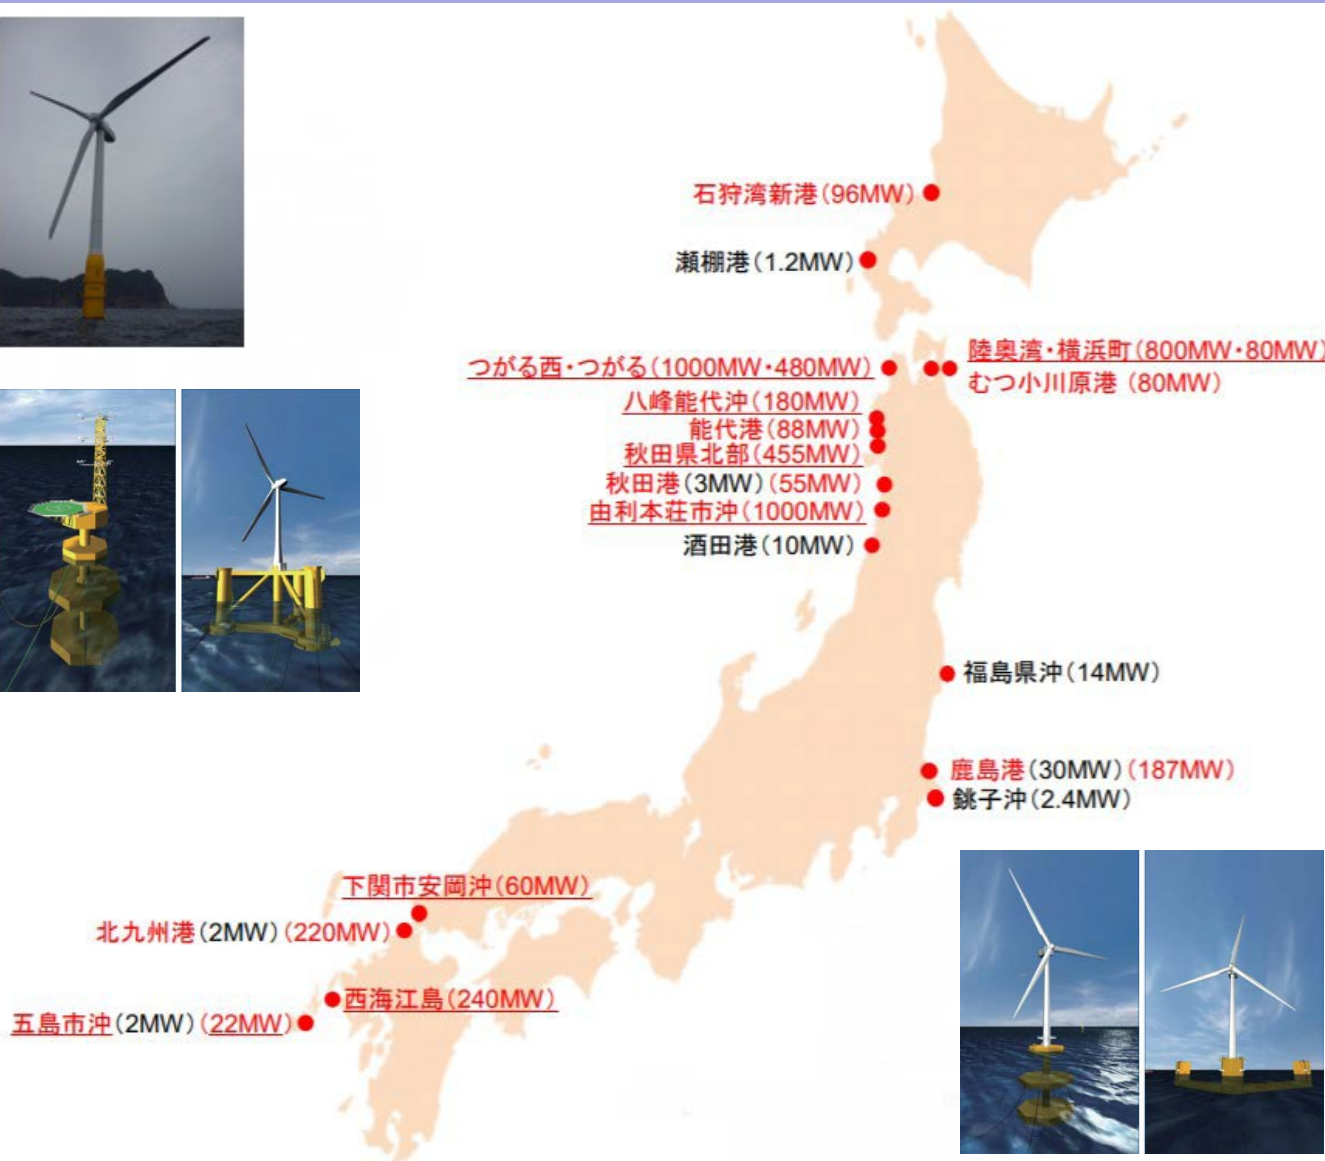 石狩湾新港(96MW)
瀬棚港(1.2MW)
つがる西・つがる(1000MW・480MW)
陸奥湾・横浜町(800MW・80MW)
むつ小川原港 (80MW)
八峰能代沖(180MW)
能代港(88MW)
秋田県北部(455MW)
秋田港(3MW)(55MW)
由利本荘市沖(1000MW)
酒田港(10MW)
福島県沖(14MW)
鹿島港(30MW)(187MW)
銚子沖(2.4MW)
下関市安岡沖(60MW)
北九州港(2MW)(220MW)
西海江島(240MW)
五島市沖(2MW)(22MW)